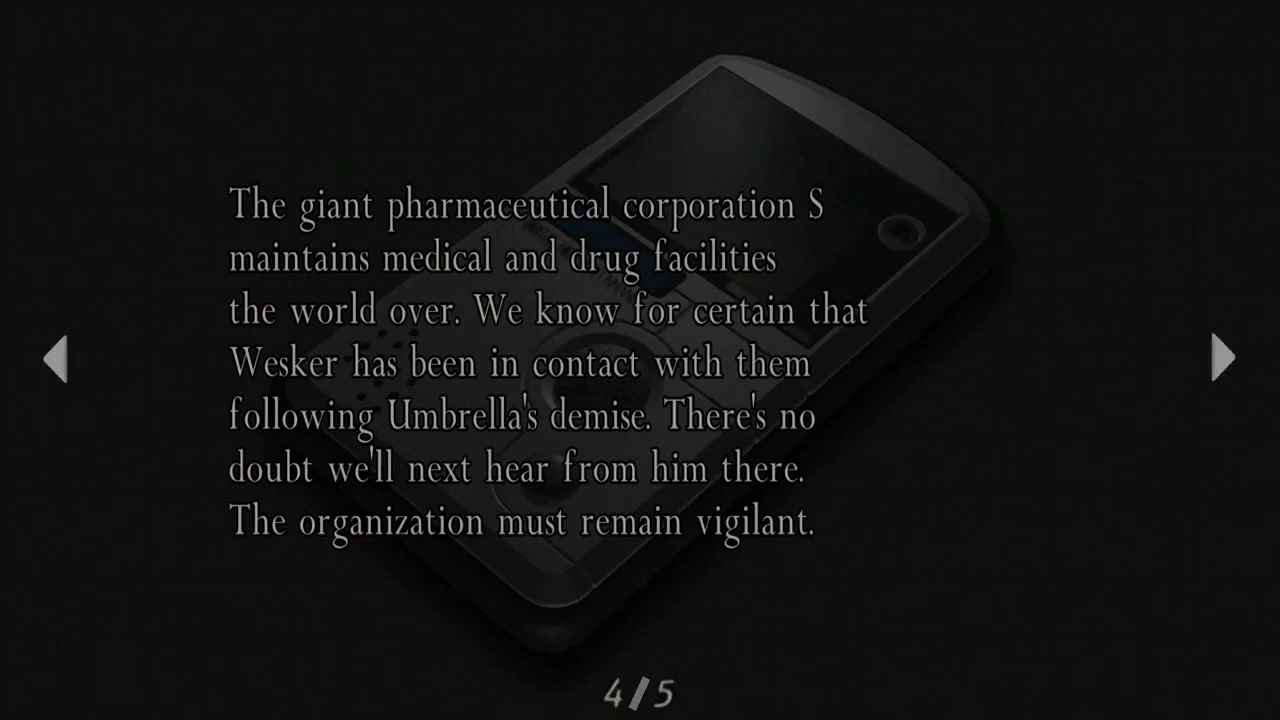 The giant pharmaceutical corporation S
maintains medical and drug facilities
the world over. We know for certain that
Wesker has been in contact with them
following Umbrella's demise. There's no
doubt we'll next hear from him there.
The organization must remain vigilant.
4/5